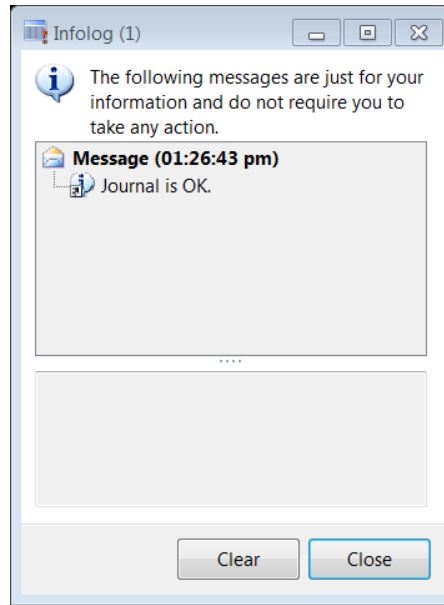 Infolog (1)
The following messages are just for your
information and do not require you to
take any action.
Message (01:26:43 pm)
Journal is OK.
Clear
Close